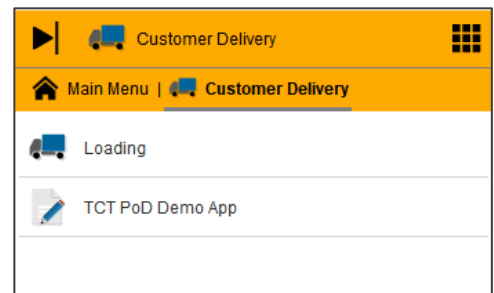 Customer Delivery
Main Menu | Customer Delivery
Loading
TCT PoD Demo App